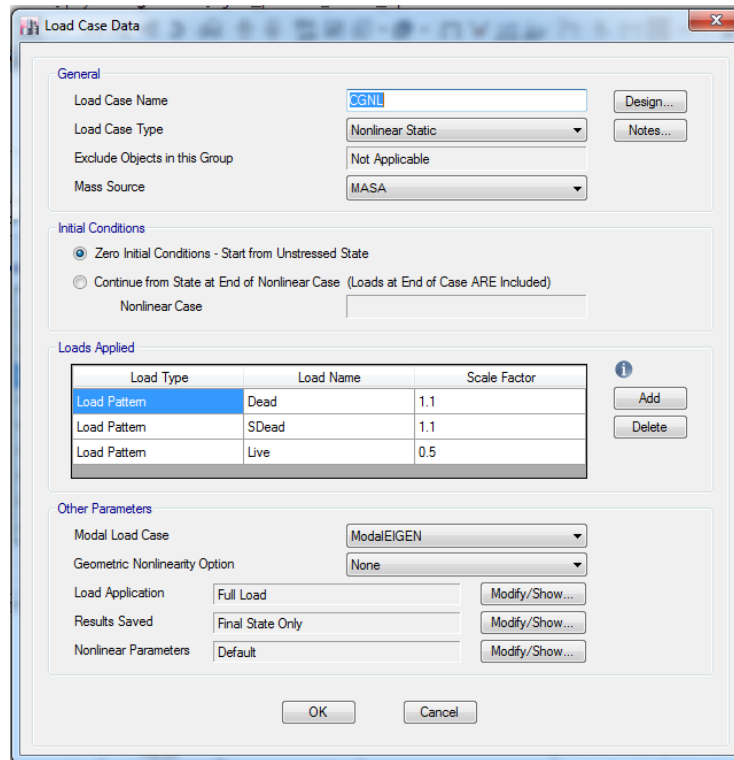 Load Case Data
General
Load Case Name CGNL Design...
Load Case Type Nonlinear Static Notes...
Exclude Objects in this Group Not Applicable
Mass Source MASA
Initial Conditions
Zero Initial Conditions - Start from Unstressed State
Continue from State at End of Nonlinear Case (Loads at End of Case ARE Included)
Nonlinear Case
Loads Applied
Load Type Load Name Scale Factor
Load Pattern Dead 1.1 Add
Load Pattern SDead 1.1 Delete
Load Pattern Live 0.5
Other Parameters
Modal Load Case ModalEIGEN
Geometric Nonlinearity Option None
Load Application Full Load Modify/Show...
Results Saved Final State Only Modify/Show...
Nonlinear Parameters Default Modify/Show...
OK Cancel